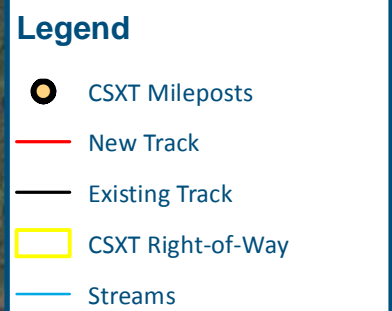 Legend
CSXT Mileposts
New Track
Existing Track
CSXT Right-of-Way
Streams